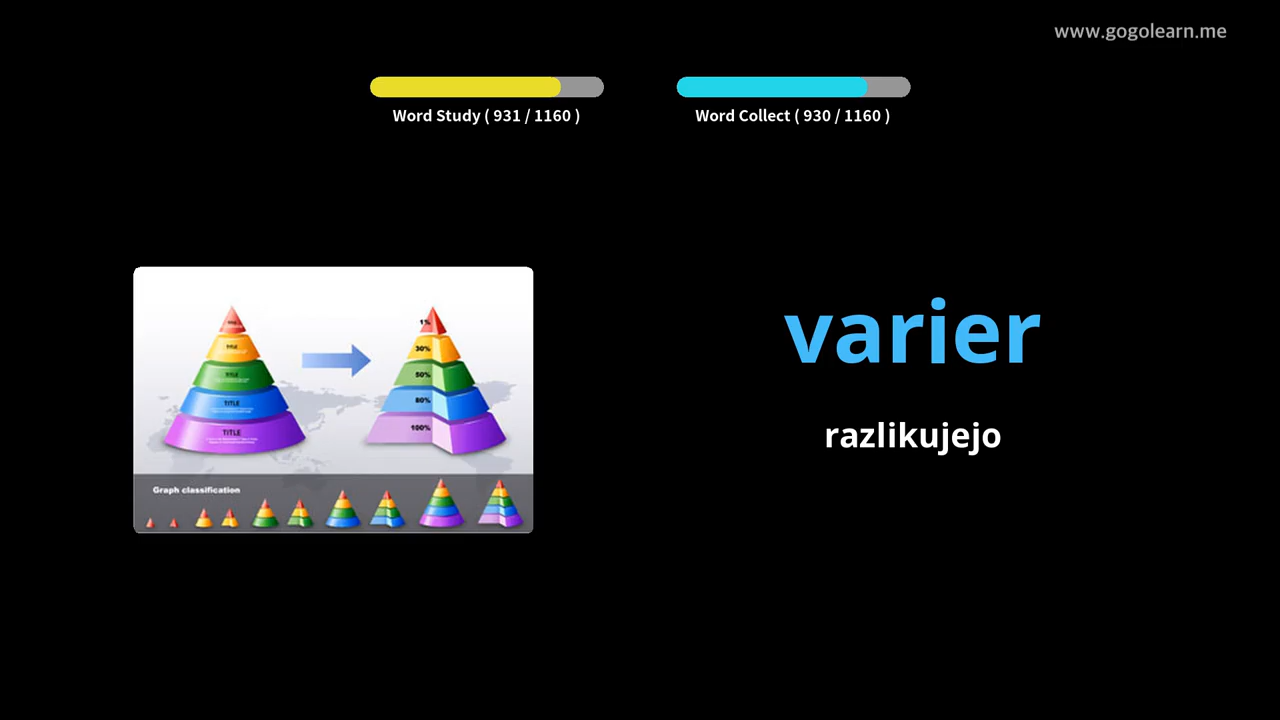 www.gogolearn.me
Word Study ( 931 / 1160 )
Word Collect ( 930 / 1160 )
varier
razlikujejo
TITLE
TITLE
TITLE
TITLE
1%
30%
50%
80%
100%
Graph classification